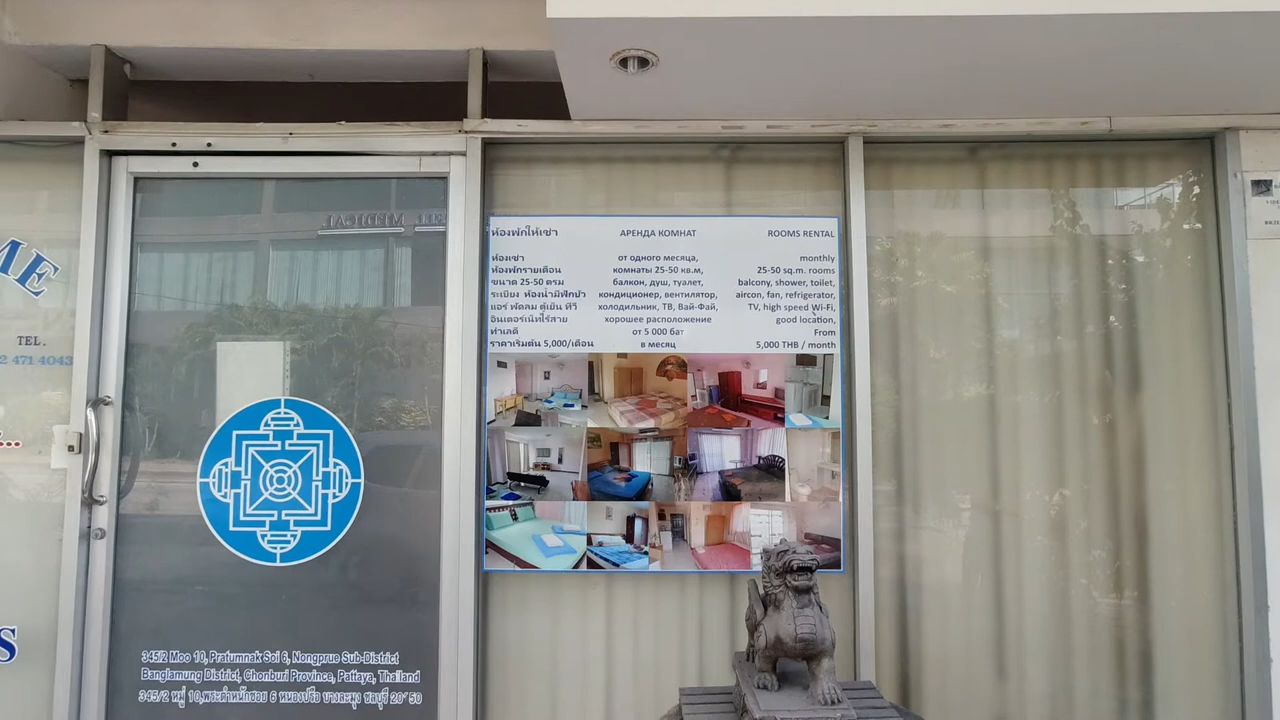 ME
TEL.
2 471 4043
S
MEDICAL
ห้องพักให้เช่า
ห้องเช่า
ห้องพักรายเดือน
ขนาด 25-50 ตรม
ระเบียง ห้องน้ำมีฟักบัว
แอร์ พัดลม ตู้เย็น ทีวี
อินเตอร์เน็ทไร้สาย
ทำเลดี
ราคาเริ่มต้น 5,000/เดือน
АРЕНДА КОМНАТ
от одного месяца,
комнаты 25-50 кв.м,
балкон, душ, туалет,
кондиционер, вентилятор,
холодильник, ТВ, Вай-Фай,
хорошее расположение
от 5 000 бат
в месяц
ROOMS RENTAL
monthly
25-50 sq.m. rooms
balcony, shower, toilet,
aircon, fan, refrigerator,
TV, high speed Wi-Fi,
good location,
From
5,000 THB / month
345/2 Moo 10, Pratumnak Soi 6, Nongprue Sub-District
Banglamung District, Chonburi Province, Pattaya, Thailand
345/2 หมู่ 10,พระตำหนักซอย 6 หนองปรือ บางละมุง ชลบุรี